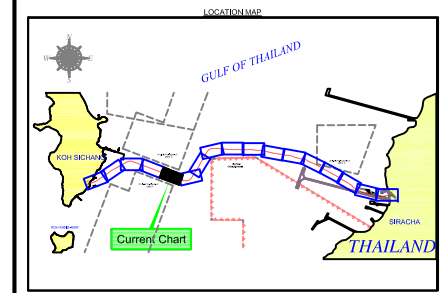 LOCATION MAP
N
W
E
S
GULF OF THAILAND
KOH SICHANG
Current Chart
SIRACHA
THAILAND